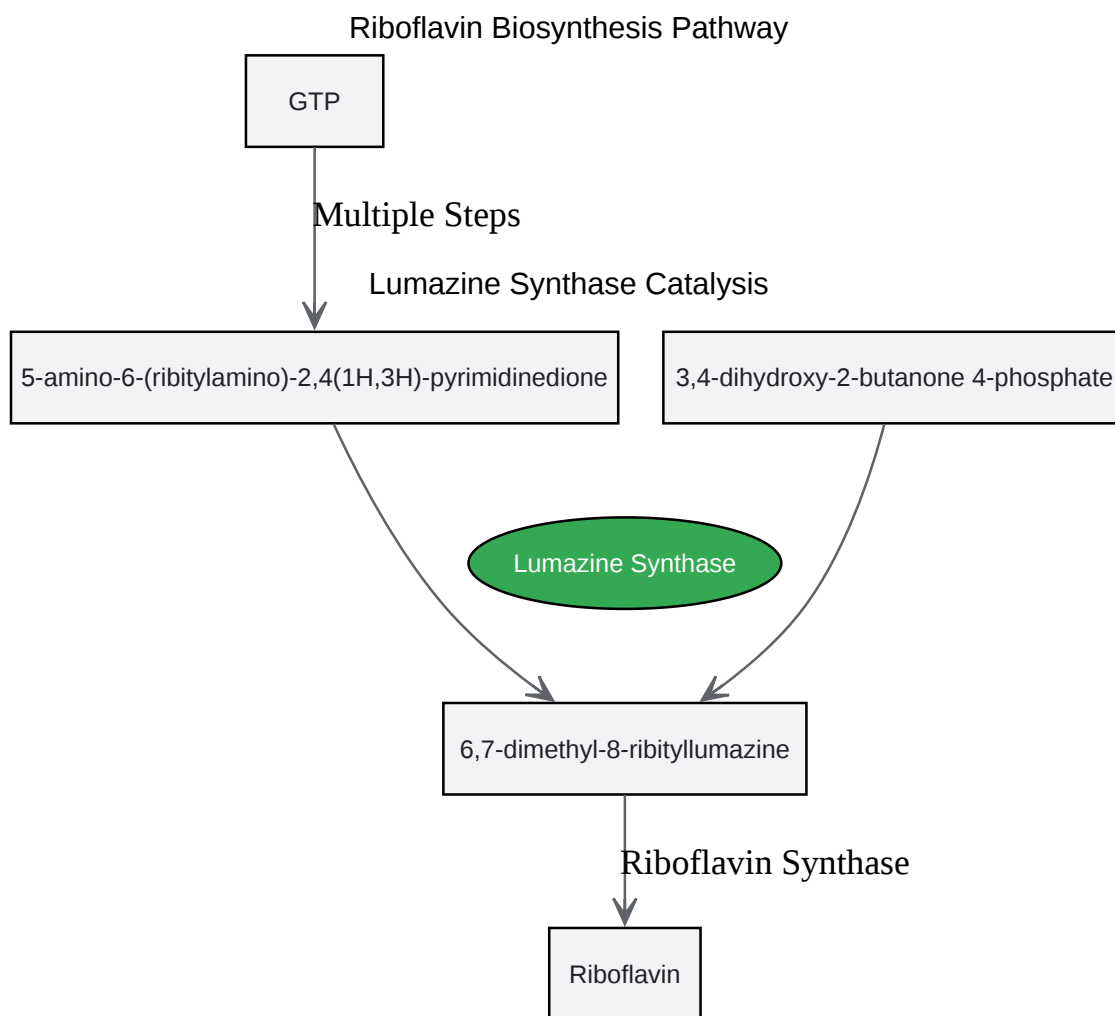 Riboflavin Biosynthesis Pathway
GTP
Multiple Steps
Lumazine Synthase Catalysis
5-amino-6-(ribitylamino)-2,4(1H,3H)-pyrimidinedione
3,4-dihydroxy-2-butanone 4-phosphate
Lumazine Synthase
6,7-dimethyl-8-ribityllumazine
Riboflavin Synthase
Riboflavin